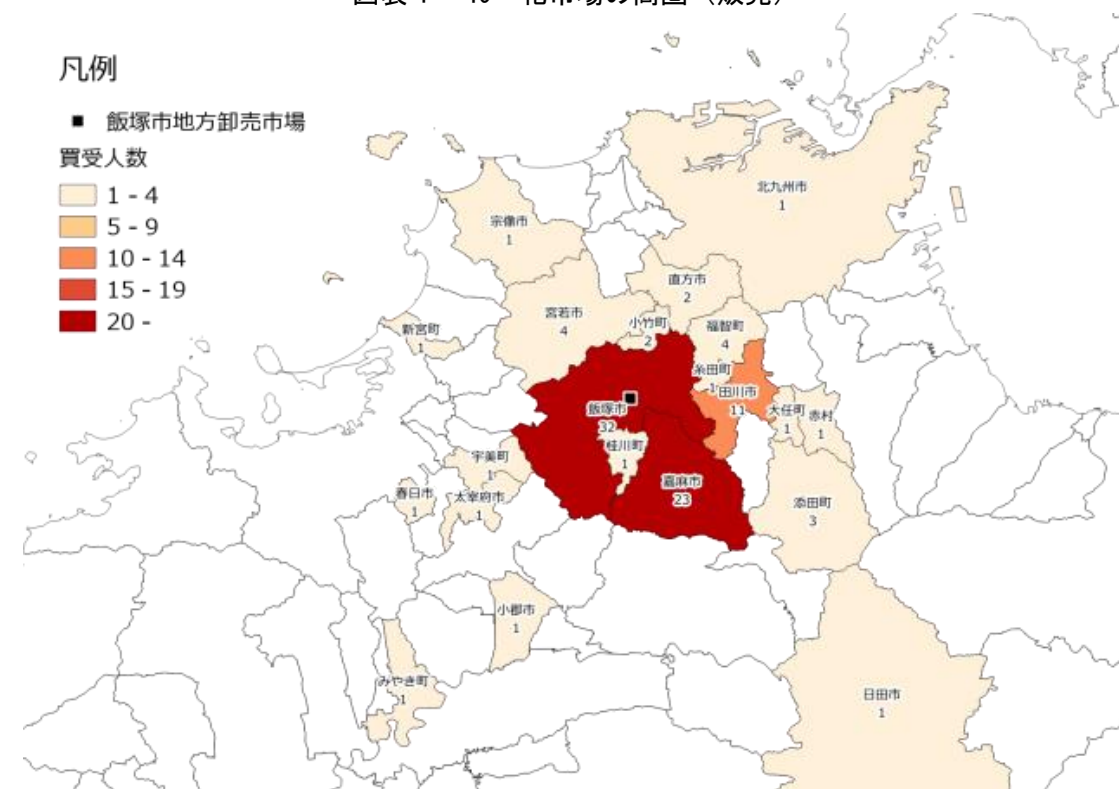 凡例
飯塚市地方卸売市場
買受人数
1 - 4
5 - 9
10 - 14
15 - 19
20 -
北九州市
1
宗像市
1
直方市
2
宮若市
4
小竹町
2
福智町
4
新宮町
1
糸田町
1
田川市
11
大任町
1
赤村
1
飯塚市
32
桂川町
1
宇美町
1
嘉麻市
23
春日市
1
太宰府市
1
添田町
3
小郡市
1
みやき町
1
日田市
1